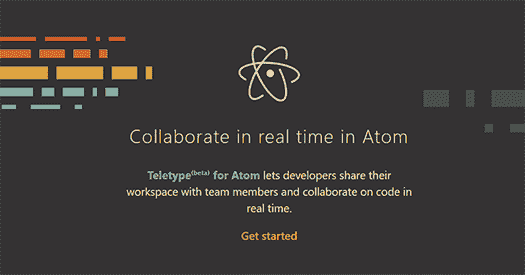 Collaborate in real time in Atom
Teletype(beta) for Atom lets developers share their
workspace with team members and collaborate on code in
real time.
Get started